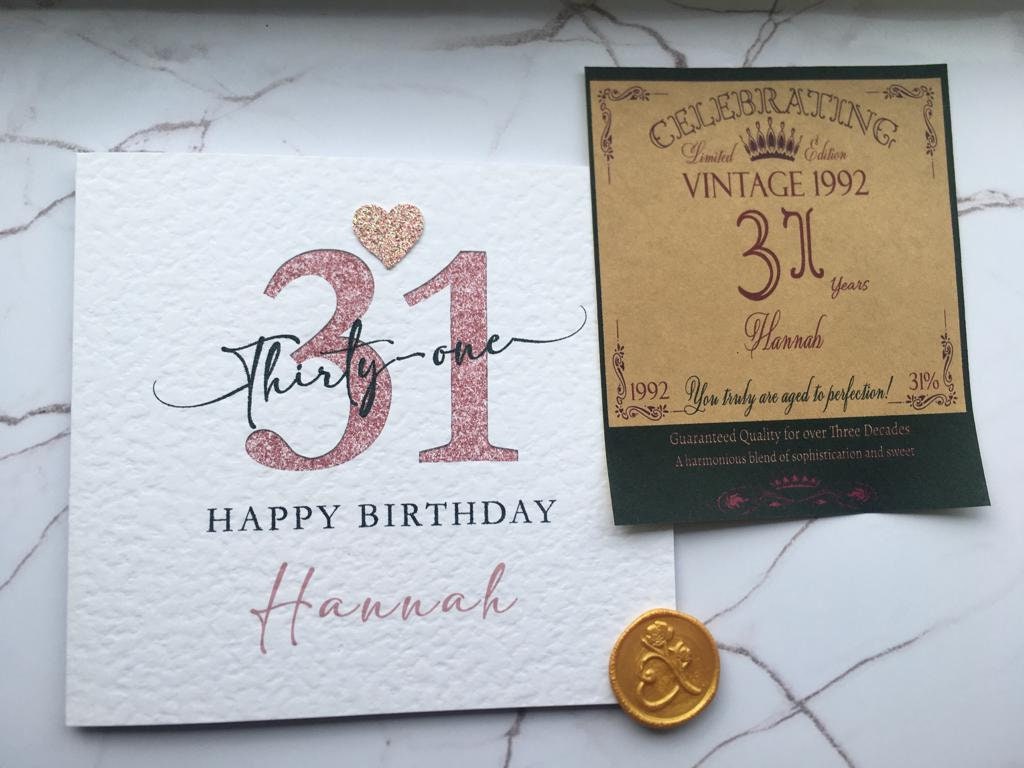 31
Thirty-one
HAPPY BIRTHDAY
Hannah
CELEBRATING
Limited Edition
VINTAGE 1992
31 Years
Hannah
1992 You truly are aged to perfection! 31%
Guaranteed Quality for over Three Decades
A harmonious blend of sophistication and sweet